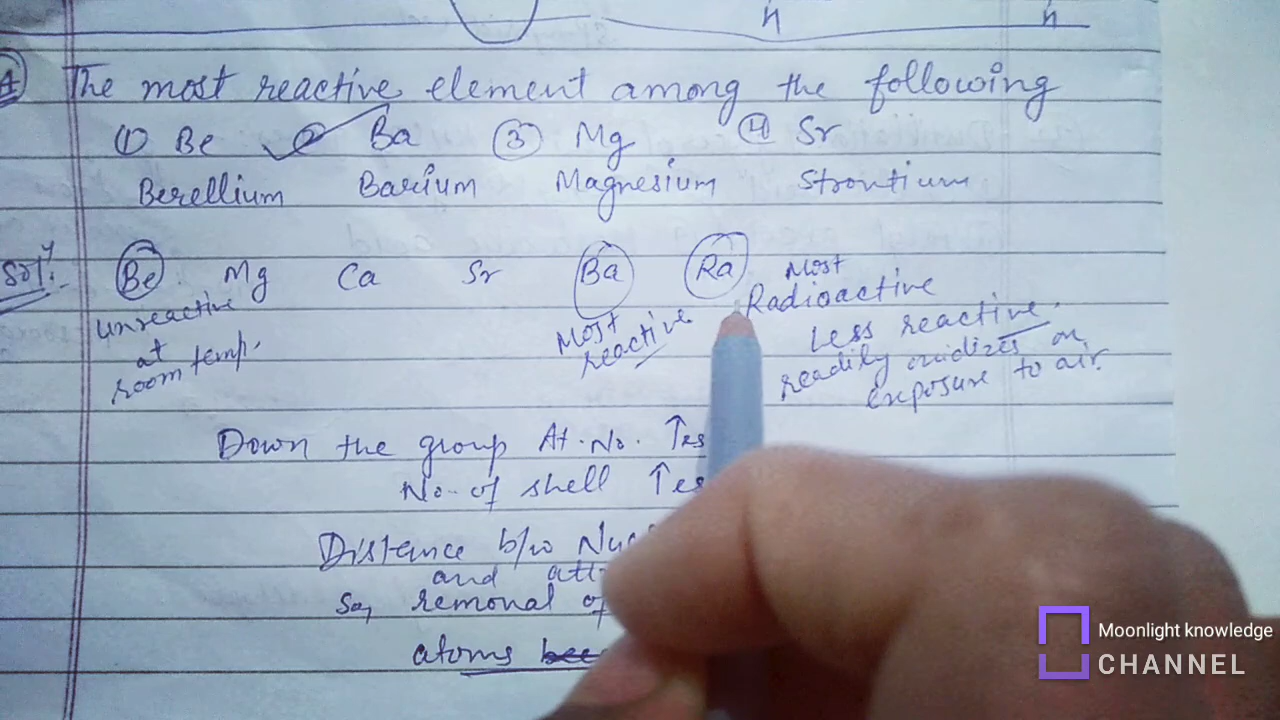 n n
4 The most reactive element among the following
(1) Be (2) Ba (3) Mg (4) Sr
Berellium Barium Magnesium Strontium
Solⁿ:- Be Mg Ca Sr Ba Ra
Unreactive at room temp.
Most reactive
Most Radioactive
Less reactive.
readily oxidizes on
exposure to air.
Down the group At. No. ↑es
No. of shell ↑es
Distance b/w Nuc
and att
So, removal of
atoms
Moonlight knowledge
CHANNEL